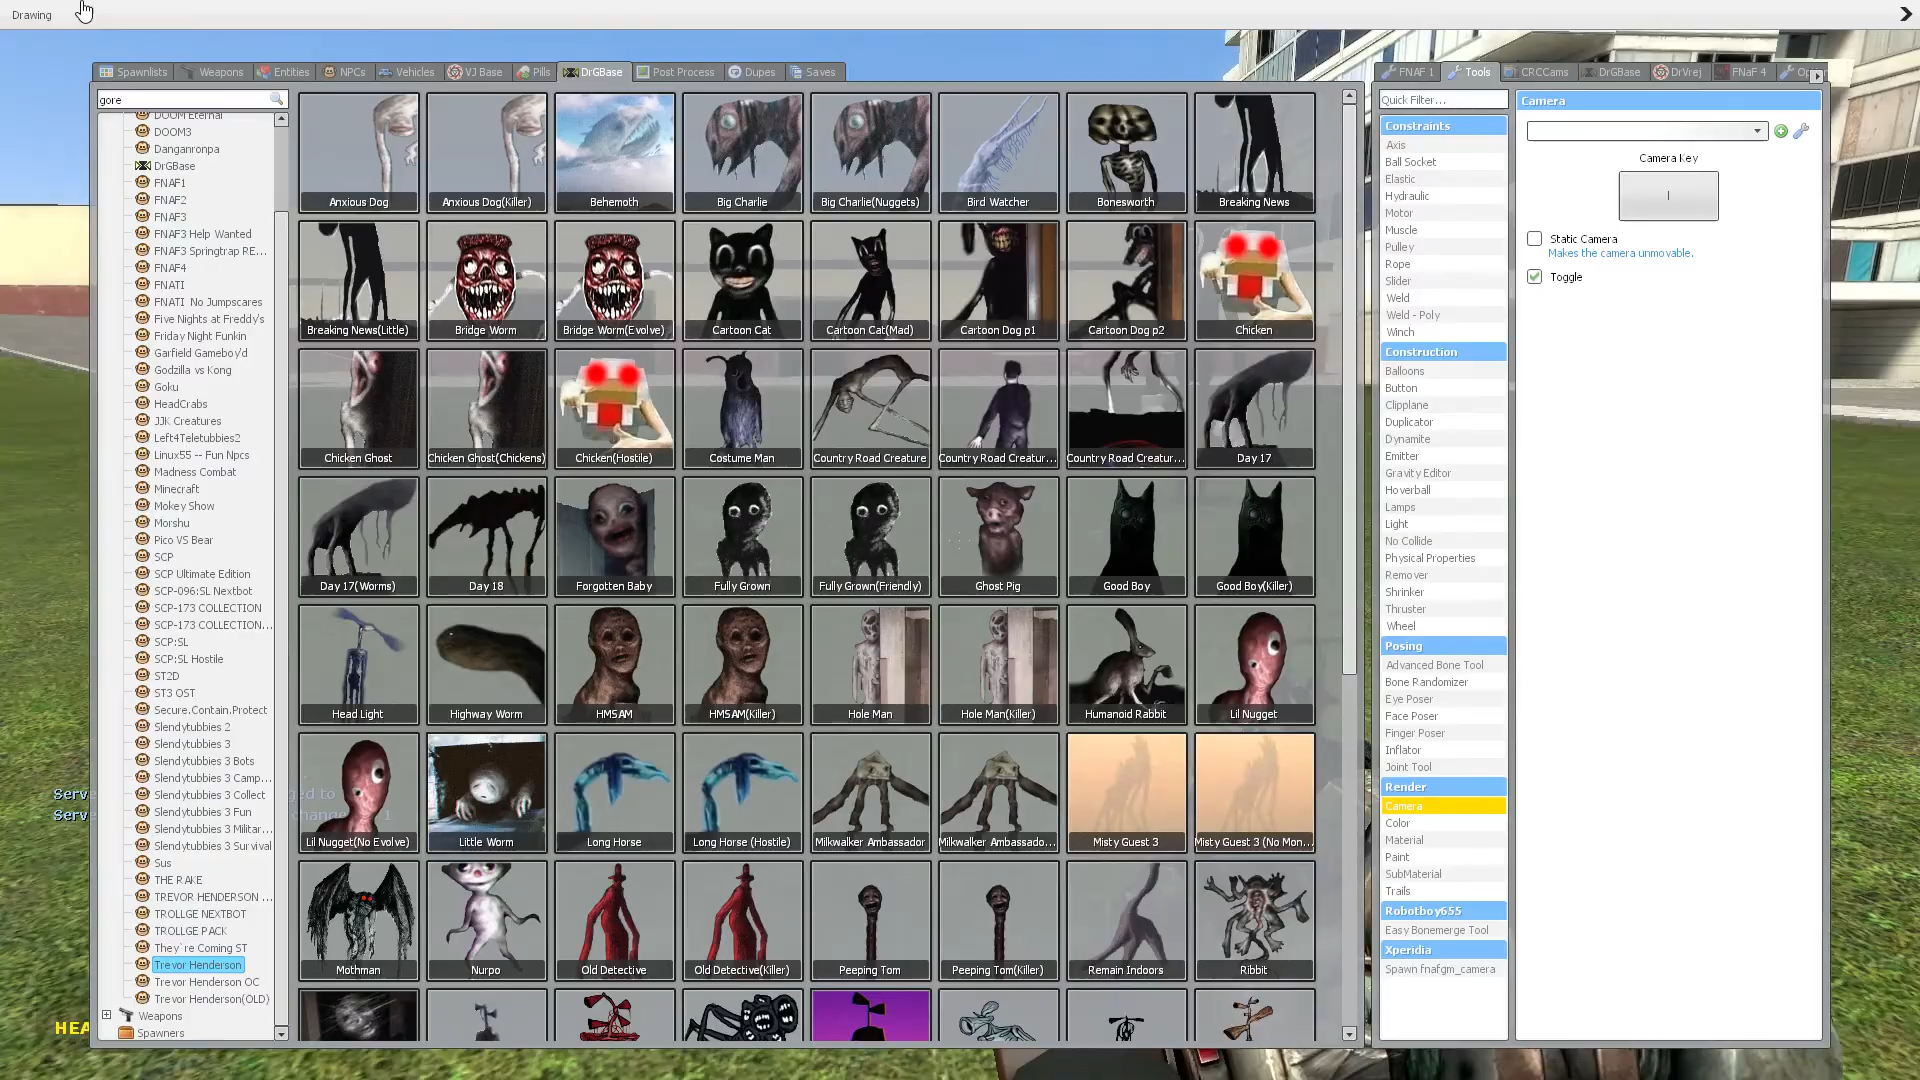 Drawing
Spawnlists Weapons Entities NPCs Vehicles VJ Base Pills DrGBase Post Process Dupes Saves
FNAF 1 Tools CRCCams DrGBase DrVrej FNaF 4
gore
DOOM Eternal
DOOM3
Danganronpa
DrGBase
FNAF1
FNAF2
FNAF3
FNAF3 Help Wanted
FNAF3 Springtrap RE...
FNAF4
FNATI
FNATI No Jumpscares
Five Nights at Freddy's
Friday Night Funkin
Garfield Gameboy'd
Godzilla vs Kong
Goku
HeadCrabs
JJK Creatures
Left4Teletubbies2
Linux55 -- Fun Npcs
Madness Combat
Minecraft
Mokey Show
Morshu
Pico VS Bear
SCP
SCP Ultimate Edition
SCP-096:SL Nextbot
SCP-173 COLLECTION
SCP-173 COLLECTION...
SCP:SL
SCP:SL Hostile
ST2D
ST3 OST
Secure.Contain.Protect
Slendytubbies 2
Slendytubbies 3
Slendytubbies 3 Bots
Slendytubbies 3 Camp...
Slendytubbies 3 Collect
Slendytubbies 3 Fun
Slendytubbies 3 Militar...
Slendytubbies 3 Survival
Sus
THE RAKE
TREVOR HENDERSON ...
TROLLGE NEXTBOT
TROLLGE PACK
They`re Coming ST
Trevor Henderson
Trevor Henderson OC
Trevor Henderson(OLD)
Weapons
Spawners
Serv
Serv
HEA
Anxious Dog Anxious Dog(Killer) Behemoth Big Charlie Big Charlie(Nuggets) Bird Watcher Bonesworth Breaking News
Breaking News(Little) Bridge Worm Bridge Worm(Evolve) Cartoon Cat Cartoon Cat(Mad) Cartoon Dog p1 Cartoon Dog p2 Chicken
Chicken Ghost Chicken Ghost(Chickens) Chicken(Hostile) Costume Man Country Road Creature Country Road Creatur... Country Road Creatur... Day 17
Day 17(Worms) Day 18 Forgotten Baby Fully Grown Fully Grown(Friendly) Ghost Pig Good Boy Good Boy(Killer)
Head Light Highway Worm HMSAM HMSAM(Killer) Hole Man Hole Man(Killer) Humanoid Rabbit Lil Nugget
Lil Nugget(No Evolve) Little Worm Long Horse Long Horse (Hostile) Milkwalker Ambassador Milkwalker Ambassado... Misty Guest 3 Misty Guest 3 (No Mon...
Mothman Nurpo Old Detective Old Detective(Killer) Peeping Tom Peeping Tom(Killer) Remain Indoors Ribbit
Quick Filter...
Constraints
Axis
Ball Socket
Elastic
Hydraulic
Motor
Muscle
Pulley
Rope
Slider
Weld
Weld - Poly
Winch
Construction
Balloons
Button
Clipplane
Duplicator
Dynamite
Emitter
Gravity Editor
Hoverball
Lamps
Light
No Collide
Physical Properties
Remover
Shrinker
Thruster
Wheel
Posing
Advanced Bone Tool
Bone Randomizer
Eye Poser
Face Poser
Finger Poser
Inflator
Joint Tool
Render
Camera
Color
Material
Paint
SubMaterial
Trails
Robotboy655
Easy Bonemerge Tool
Xperidia
Spawn fnafgm_camera
Camera
Camera Key
Static Camera
Makes the camera unmovable.
Toggle